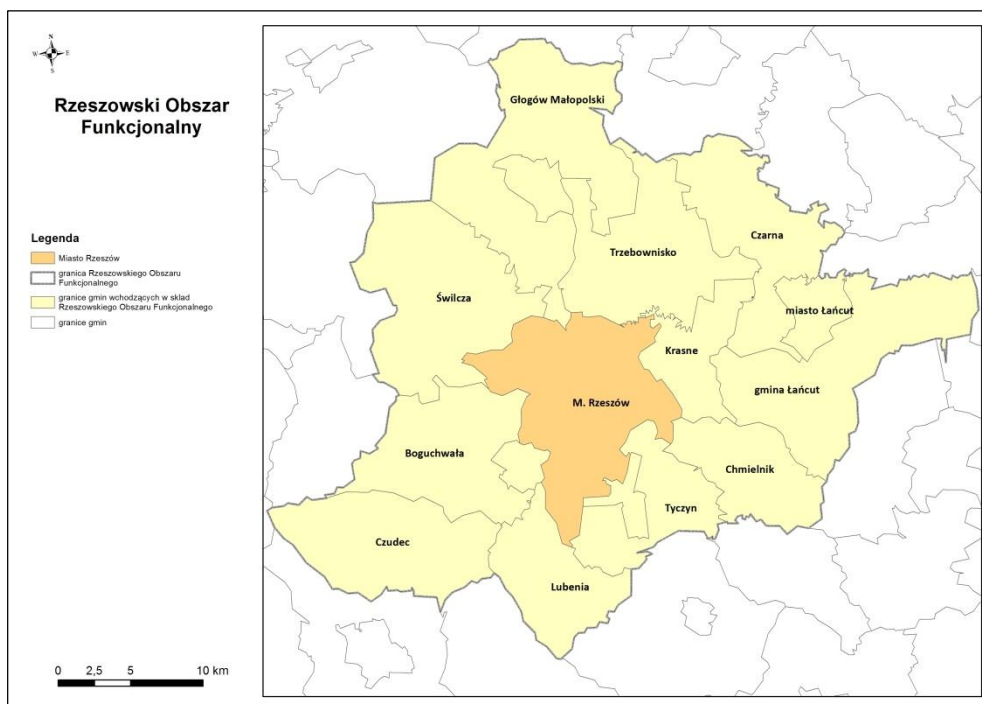 N
W E
S
Rzeszowski Obszar
Funkcjonalny
Legenda
Miasto Rzeszów
granica Rzeszowskiego Obszaru
Funkcjonalnego
granice gmin wchodzących w skład
Rzeszowskiego Obszaru Funkcjonalnego
granice gmin
0 2,5 5 10 km
Głogów Małopolski
Czarna
Trzebownisko
Świlcza
miasto Łańcut
Krasne
gmina Łańcut
M. Rzeszów
Boguchwała
Chmielnik
Tyczyn
Czudec
Lubenia